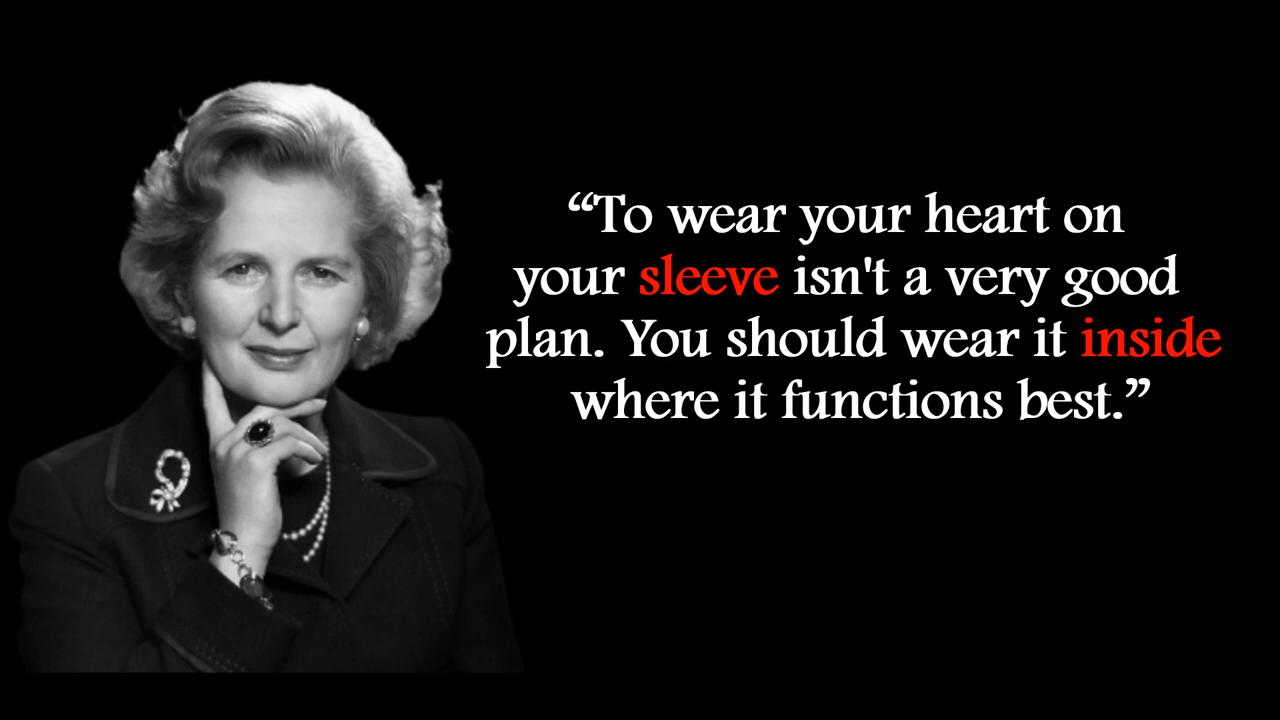 “To wear your heart on
your sleeve isn't a very good
plan. You should wear it inside
where it functions best.”